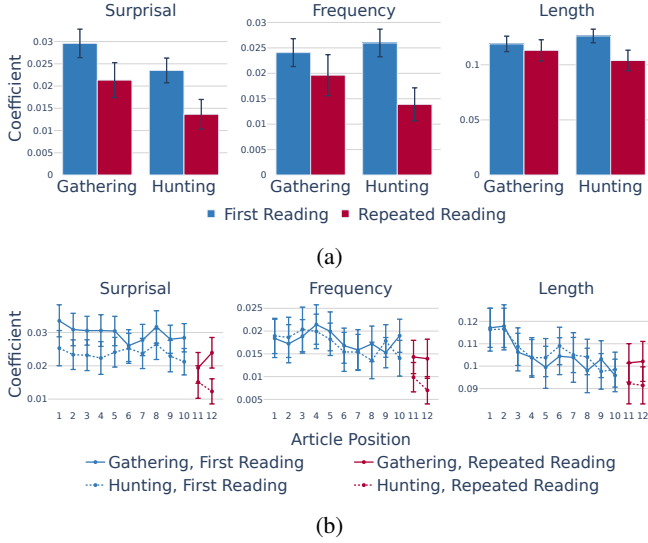 Surprisal
Frequency
Length
Coefficient
0.03
0.025
0.02
0.015
0.01
0.005
0
0.03
0.025
0.02
0.015
0.01
0.005
0
0.1
0.05
0
Gathering Hunting
Gathering Hunting
Gathering Hunting
First Reading Repeated Reading
(a)
Surprisal
Frequency
Length
Coefficient
0.03
0.02
0.01
0.025
0.02
0.015
0.01
0.005
0.12
0.11
0.1
0.09
1 2 3 4 5 6 7 8 9 10 11 12
1 2 3 4 5 6 7 8 9 10 11 12
1 2 3 4 5 6 7 8 9 10 11 12
Article Position
Gathering, First Reading Gathering, Repeated Reading
Hunting, First Reading Hunting, Repeated Reading
(b)